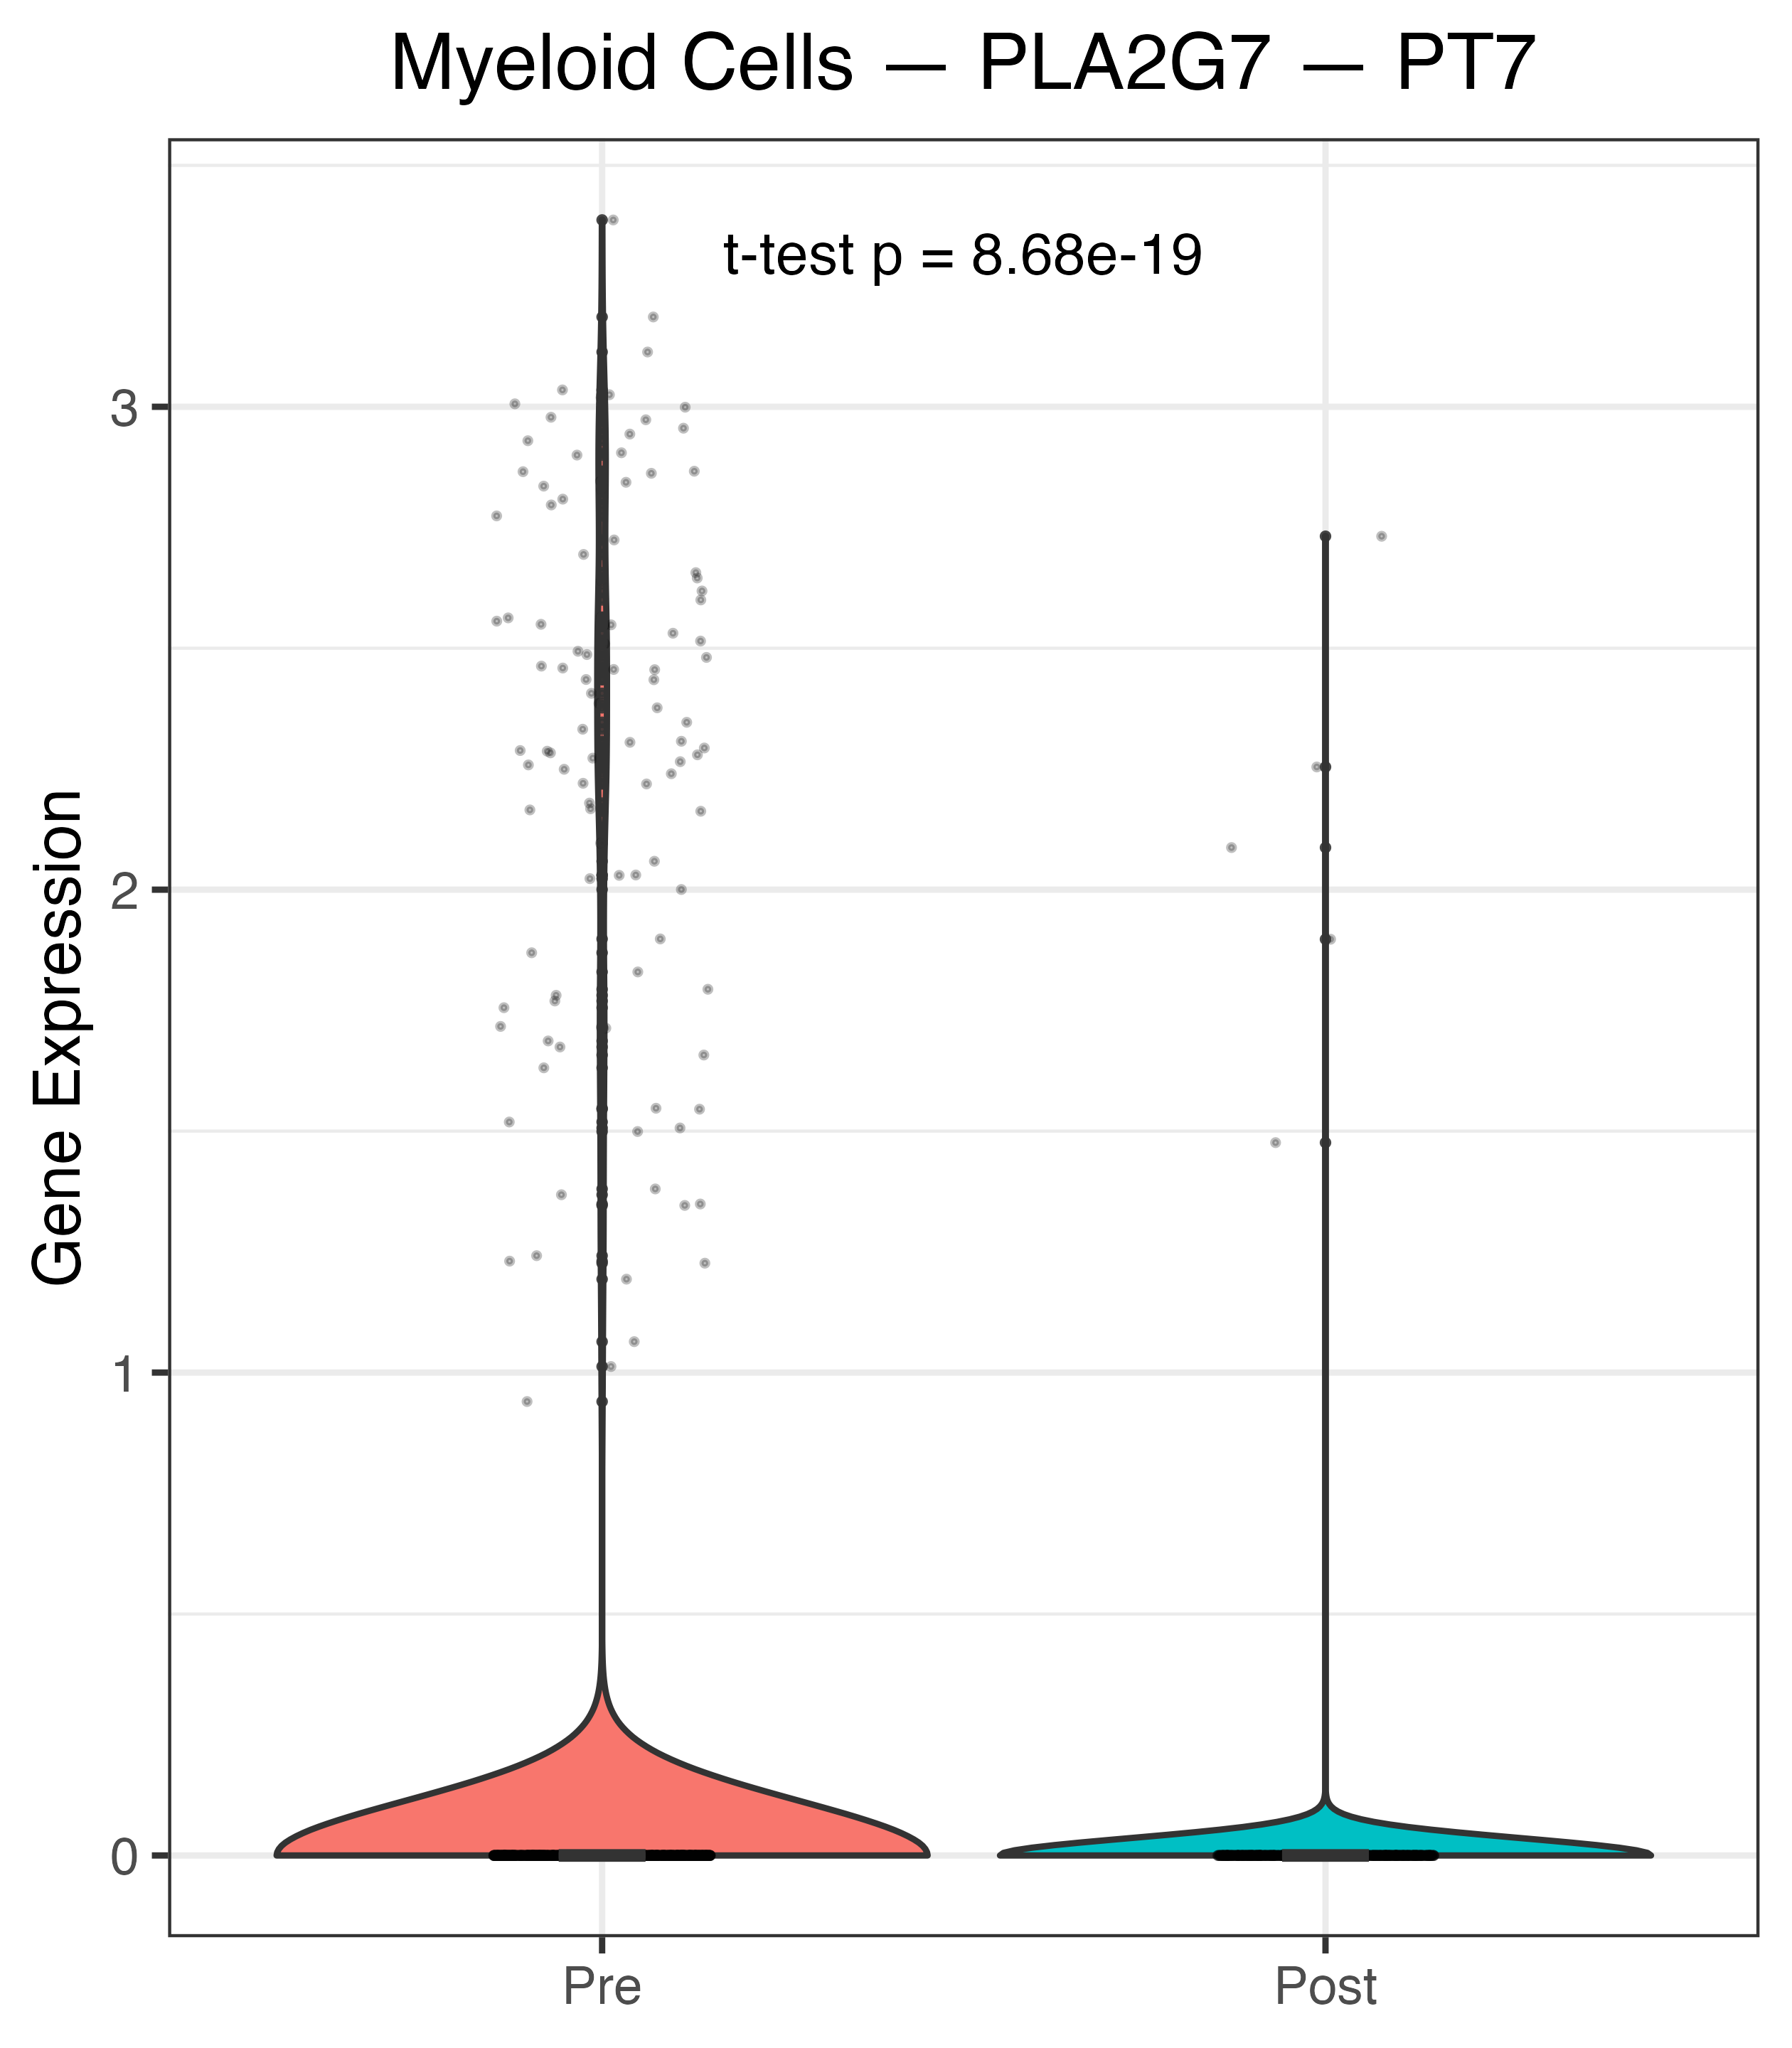 Myeloid Cells — PLA2G7 — PT7
t-test p = 8.68e-19
Gene Expression
3
2
1
0
Pre
Post